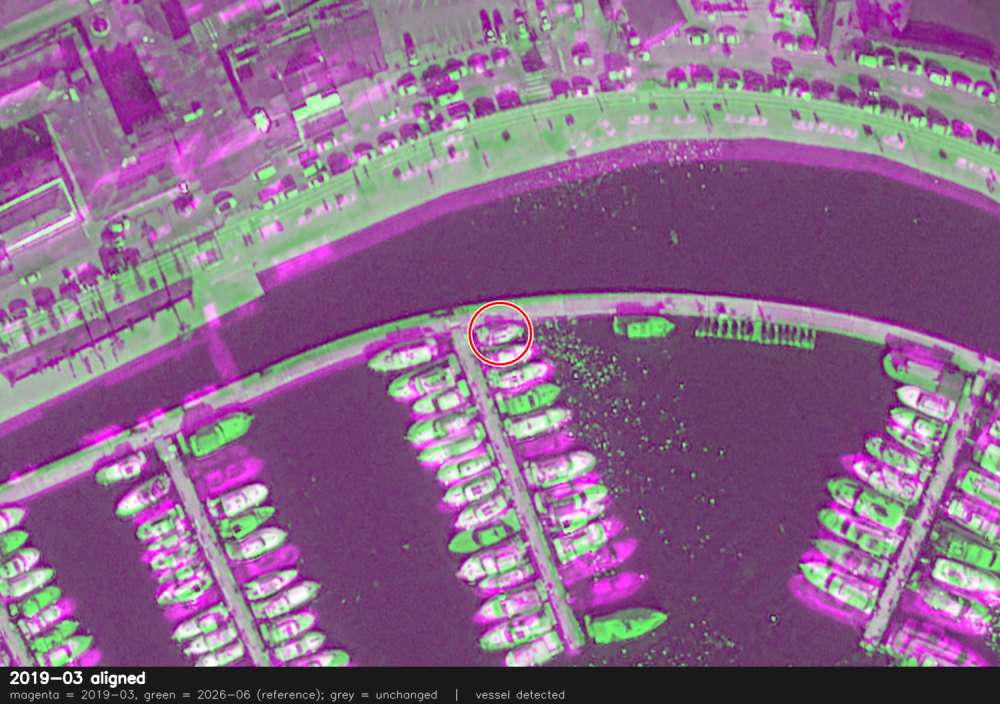 2019-03 aligned
magenta = 2019-03, green = 2026-06 (reference); grey = unchanged | vessel detected